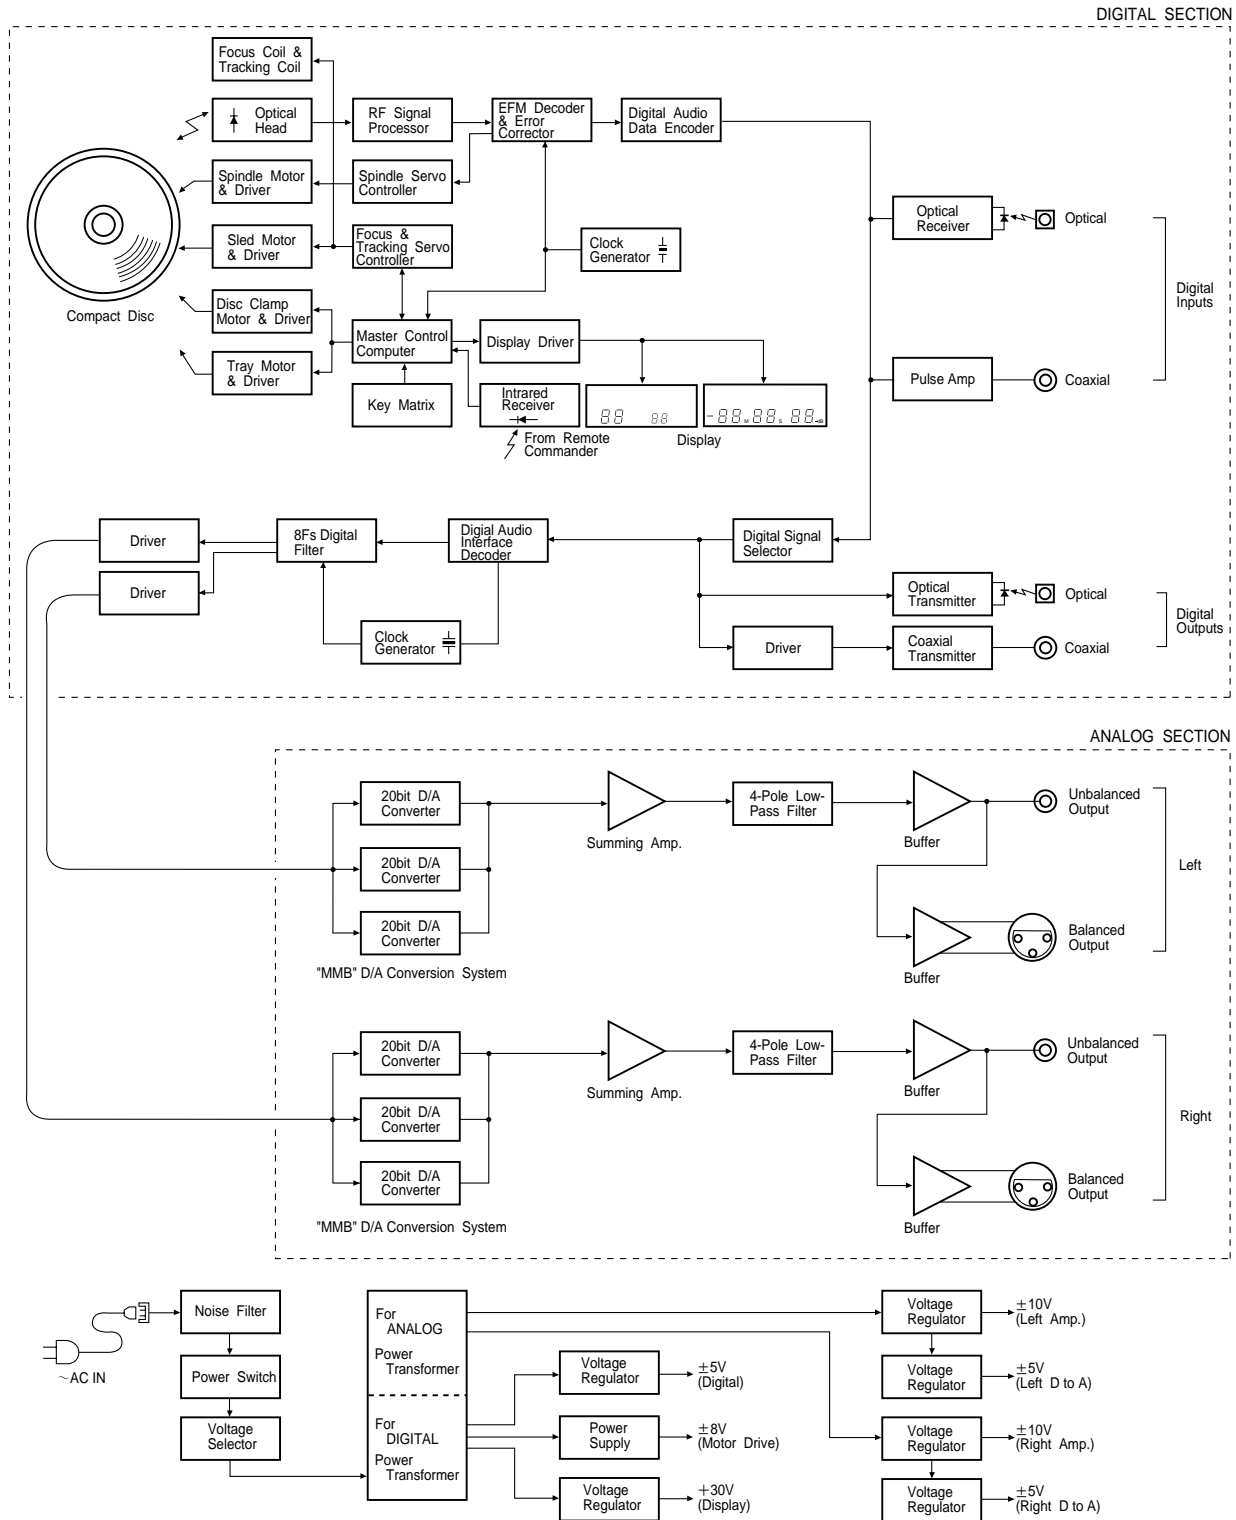 DIGITAL SECTION
Focus Coil &
Tracking Coil
Optical
Head
RF Signal
Processor
EFM Decoder
& Error
Corrector
Digital Audio
Data Encoder
Spindle Motor
& Driver
Spindle Servo
Controller
Optical
Receiver
Optical
Sled Motor
& Driver
Focus &
Tracking Servo
Controller
Clock
Generator
Digital
Inputs
Compact Disc
Disc Clamp
Motor & Driver
Master Control
Computer
Display Driver
Tray Motor
& Driver
Key Matrix
Intrared
Receiver
88 88
-88M88S 88-dB
Pulse Amp
Coaxial
From Remote
Commander
Display
Driver
8Fs Digital
Filter
Digial Audio
Interface
Decoder
Digital Signal
Selector
Driver
Optical
Transmitter
Optical
Digital
Outputs
Clock
Generator
Driver
Coaxial
Transmitter
Coaxial
ANALOG SECTION
20bit D/A
Converter
Summing Amp.
4-Pole Low-
Pass Filter
Buffer
Unbalanced
Output
20bit D/A
Converter
Left
20bit D/A
Converter
Buffer
Balanced
Output
"MMB" D/A Conversion System
20bit D/A
Converter
Summing Amp.
4-Pole Low-
Pass Filter
Buffer
Unbalanced
Output
20bit D/A
Converter
Right
20bit D/A
Converter
Buffer
Balanced
Output
"MMB" D/A Conversion System
~AC IN
Noise Filter
Power Switch
Voltage
Selector
For
ANALOG
Power
Transformer
For
DIGITAL
Power
Transformer
Voltage
Regulator
±5V
(Digital)
Power
Supply
±8V
(Motor Drive)
Voltage
Regulator
+30V
(Display)
Voltage
Regulator
±10V
(Left Amp.)
Voltage
Regulator
±5V
(Left D to A)
Voltage
Regulator
±10V
(Right Amp.)
Voltage
Regulator
±5V
(Right D to A)